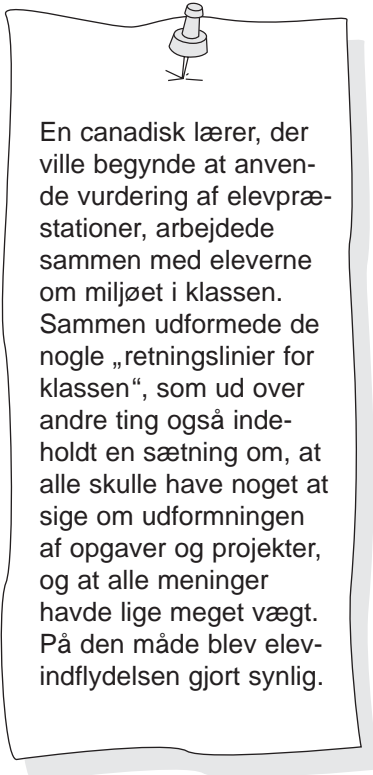 En canadisk lærer, der
ville begynde at anven-
de vurdering af elevpræ-
stationer, arbejdede
sammen med eleverne
om miljøet i klassen.
Sammen udformede de
nogle „retningslinier for
klassen“, som ud over
andre ting også inde-
holdt en sætning om, at
alle skulle have noget at
sige om udformningen
af opgaver og projekter,
og at alle meninger
havde lige meget vægt.
På den måde blev elev-
indflydelsen gjort synlig.